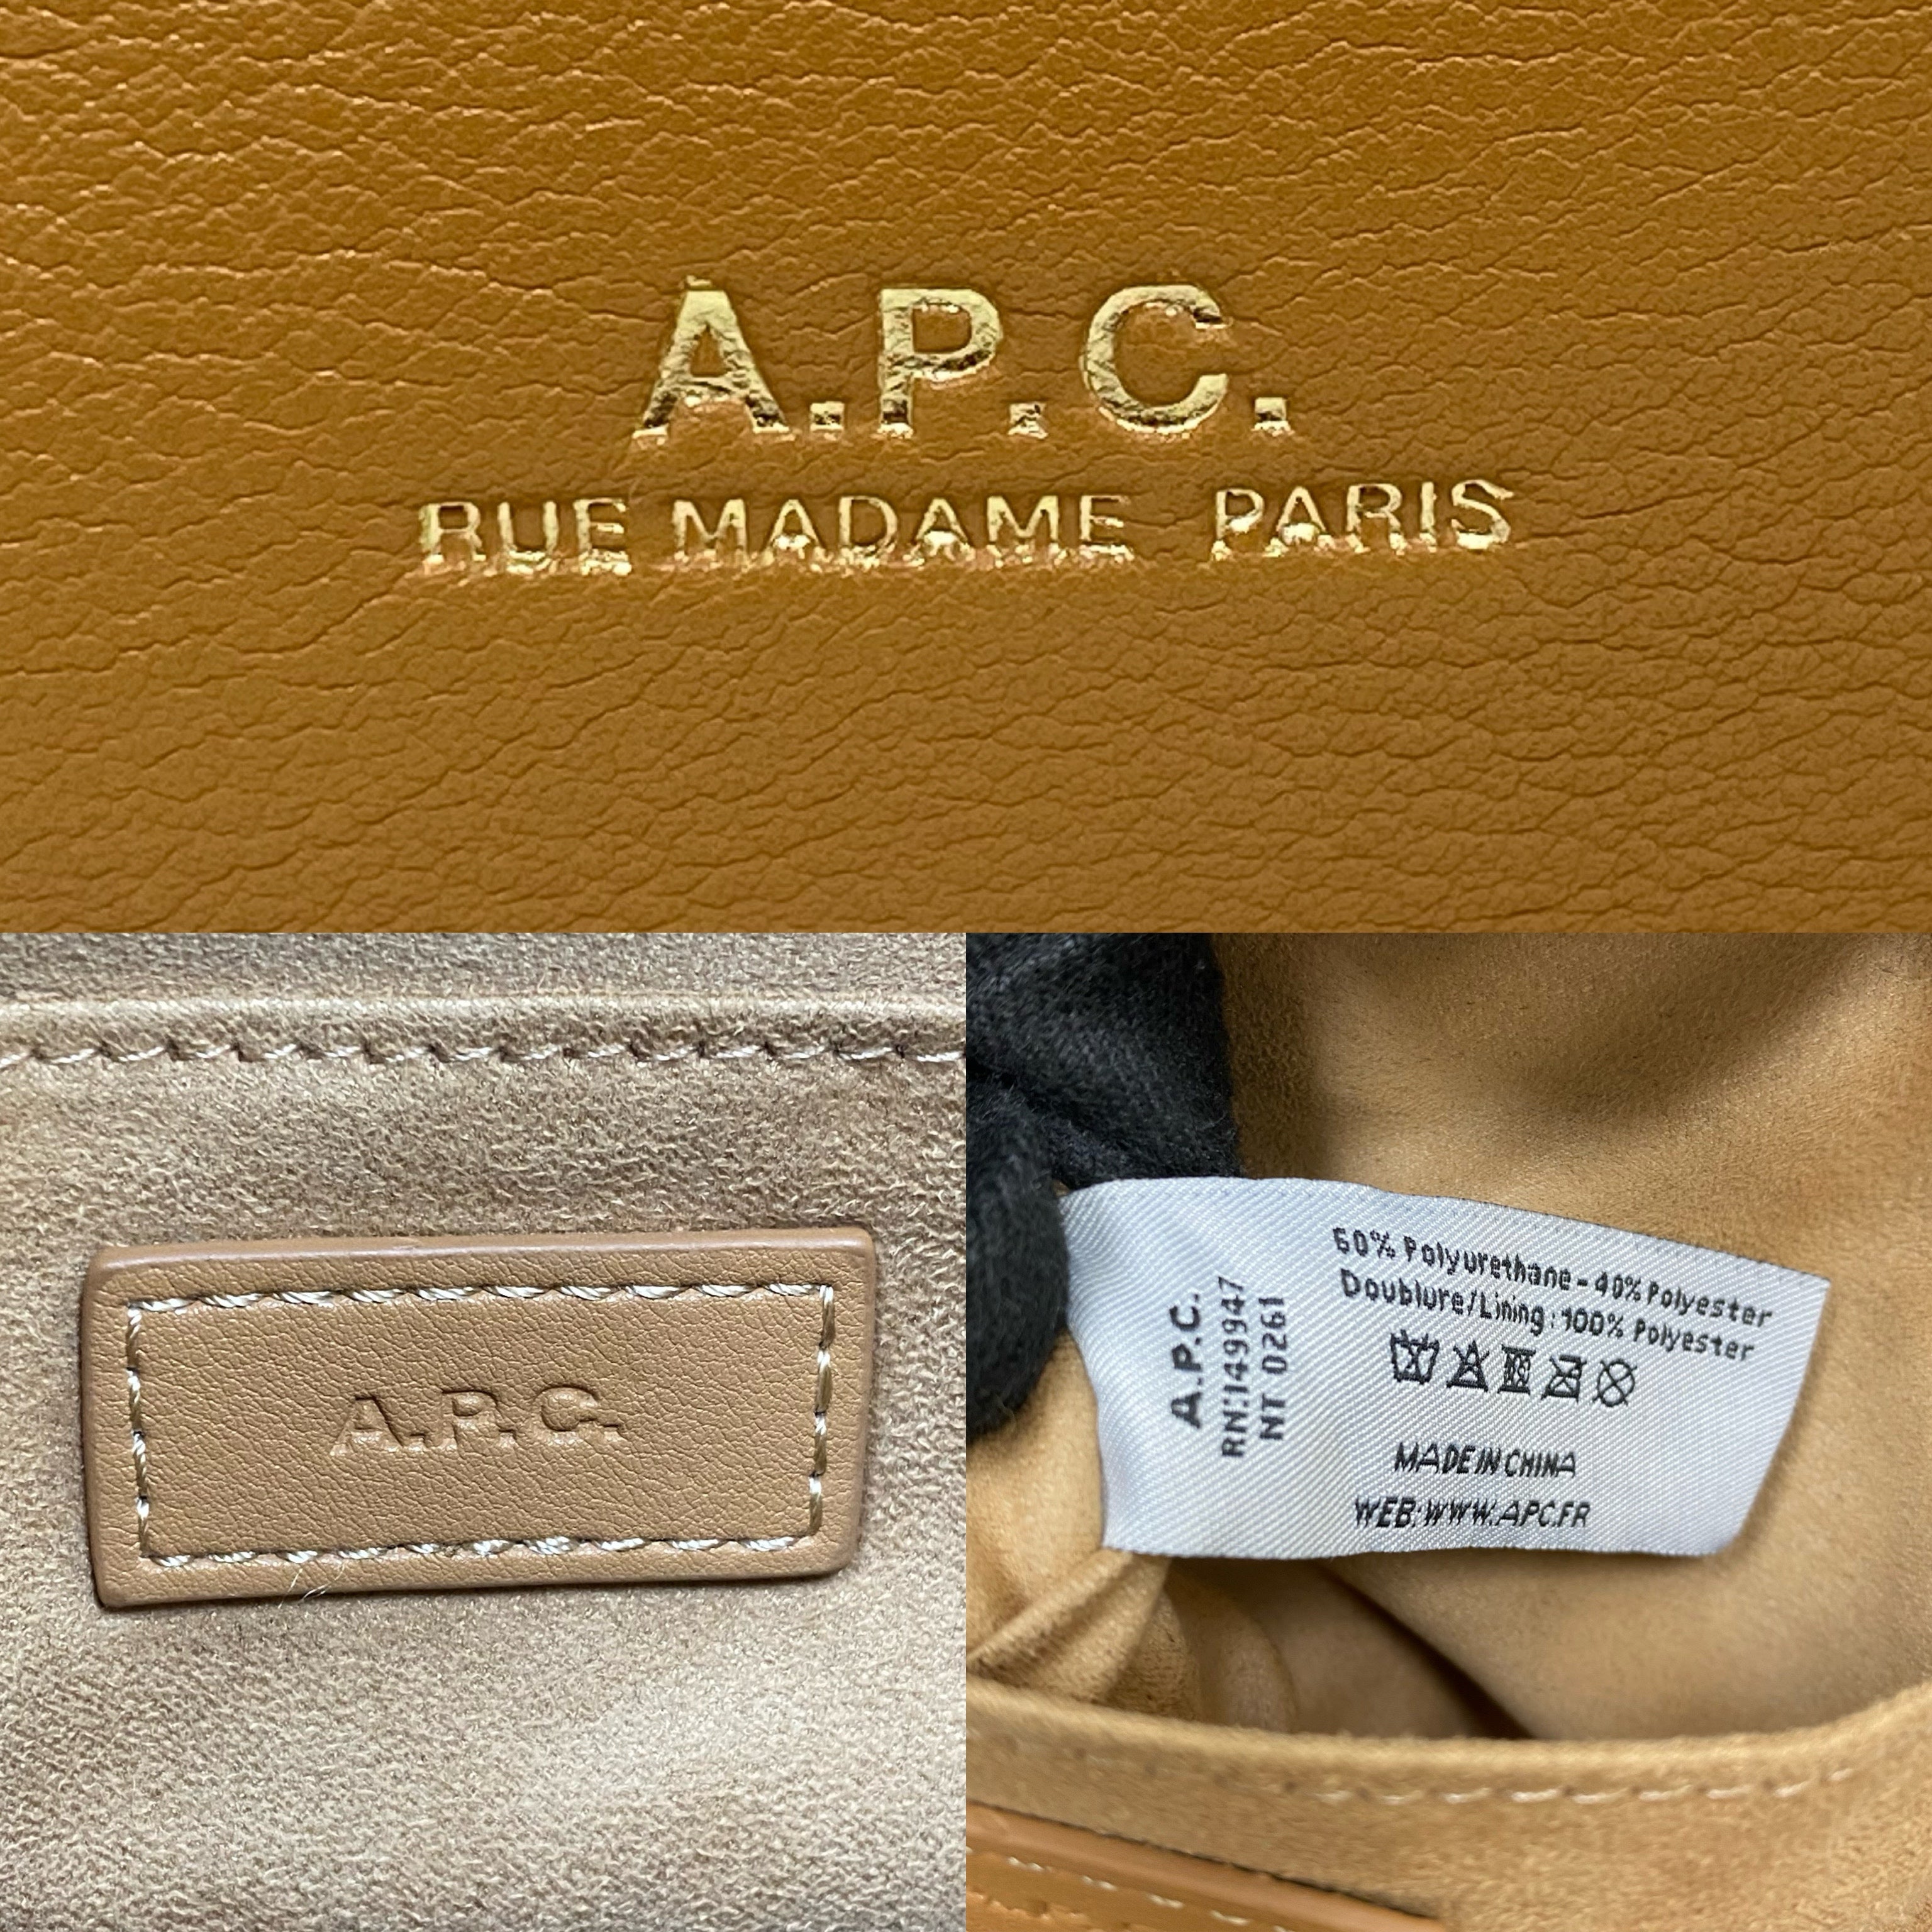 A.P.C.
RUE MADAME PARIS
A.P.C.
A.P.C.
RN:149947
NT 0261
60% Polyurethane - 40% Polyester
Doublure/Lining : 100% Polyester
MADE IN CHINA
WEB: WWW.APC.FR